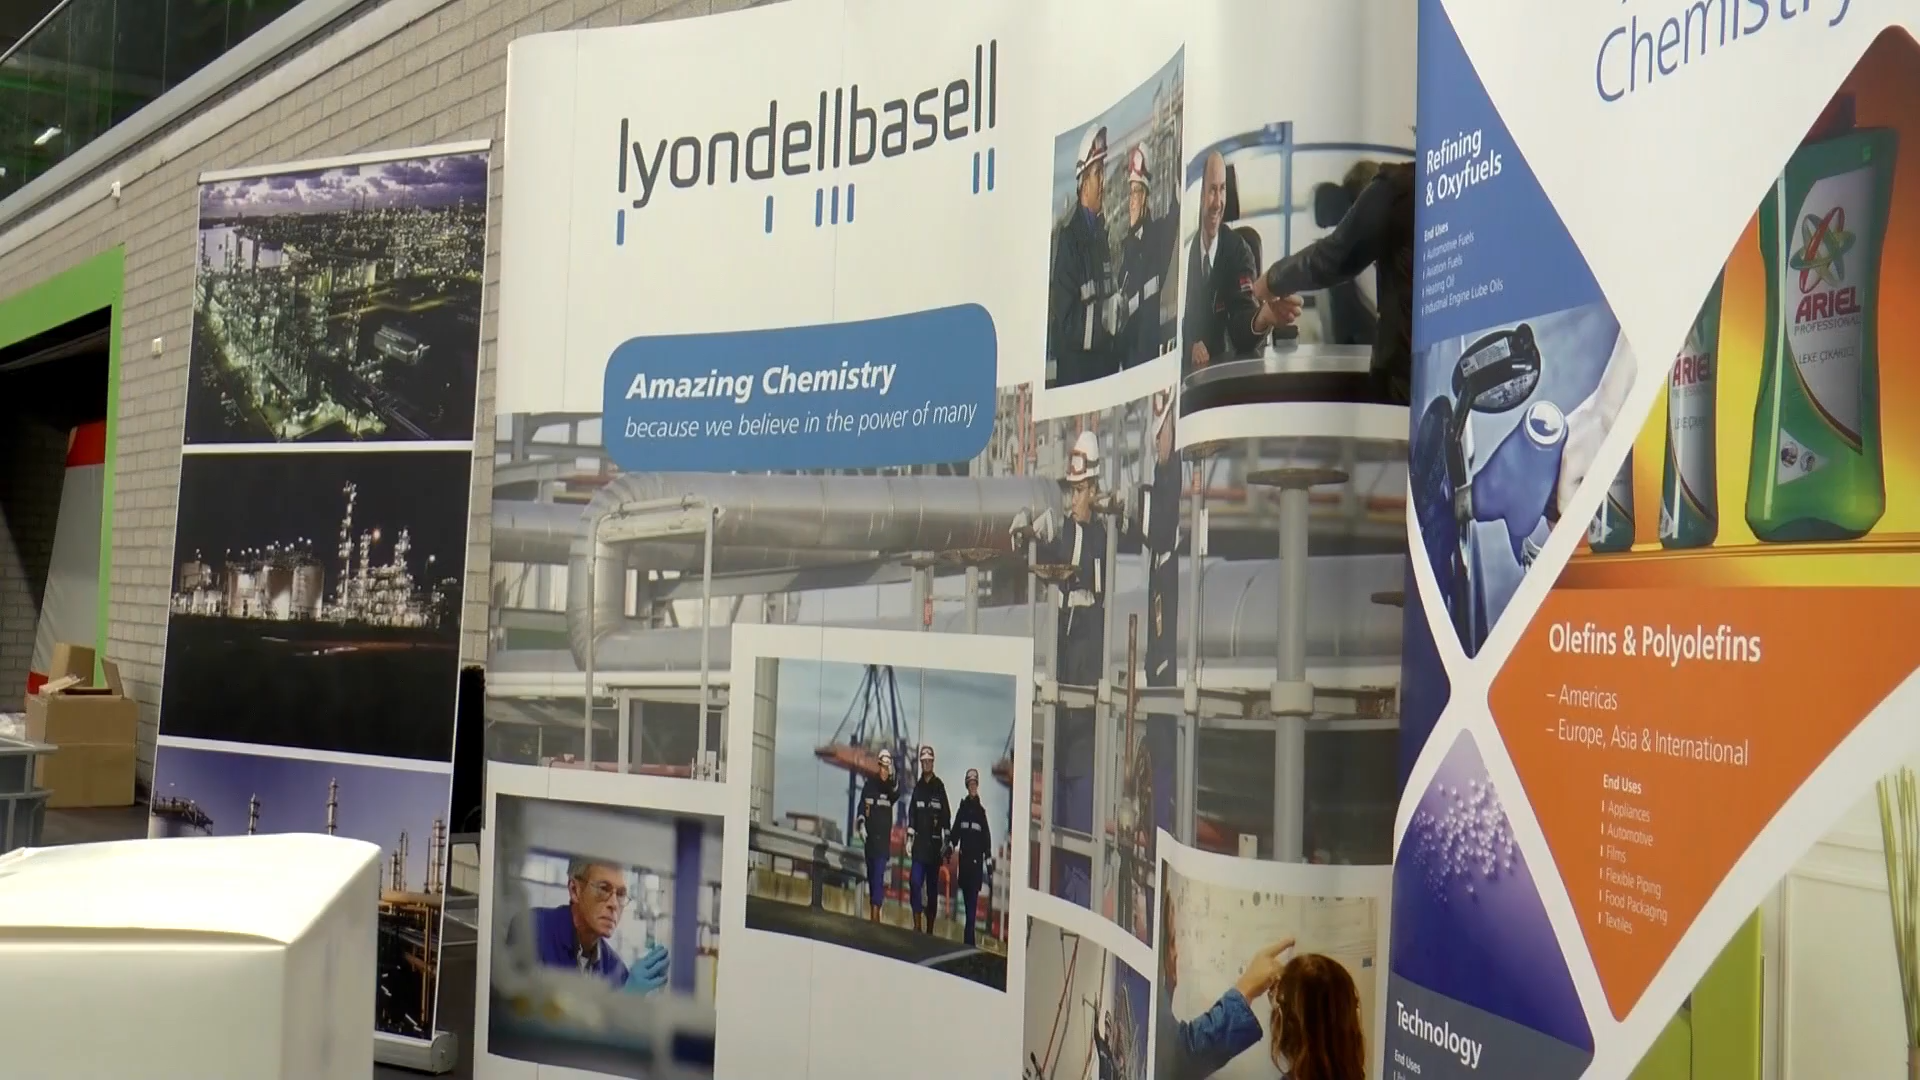 lyondellbasell
Amazing Chemistry
because we believe in the power of many
Chemistry
Refining
& Oxyfuels
End Uses
Automotive Fuels
Aviation Fuels
Heating Oil
Industrial Engine Lube Oils
ARIEL
PROFESSIONAL
LEKE ÇIKARICI
ARIEL
Olefins & Polyolefins
– Americas
– Europe, Asia & International
End Uses
Appliances
Automotive
Films
Flexible Piping
Food Packaging
Textiles
Technology
End Uses